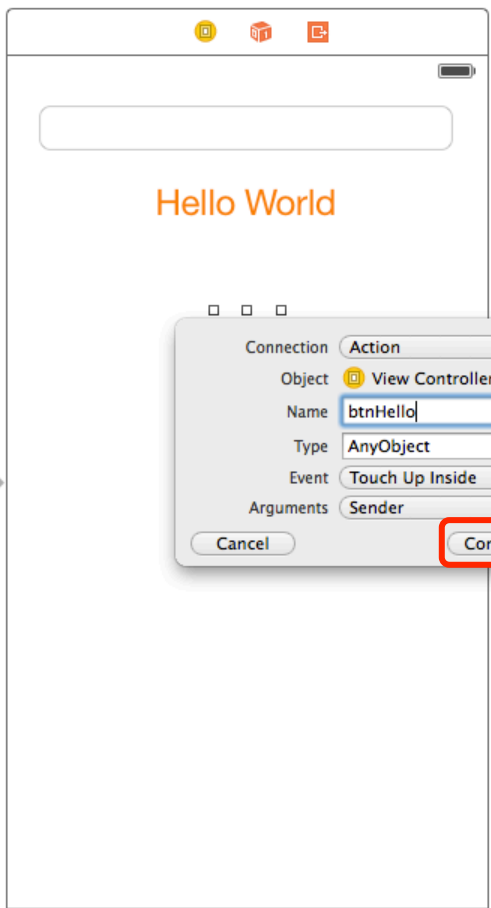 Hello World
Connection Action
Object View Controller
Name btnHello
Type AnyObject
Event Touch Up Inside
Arguments Sender
Cancel